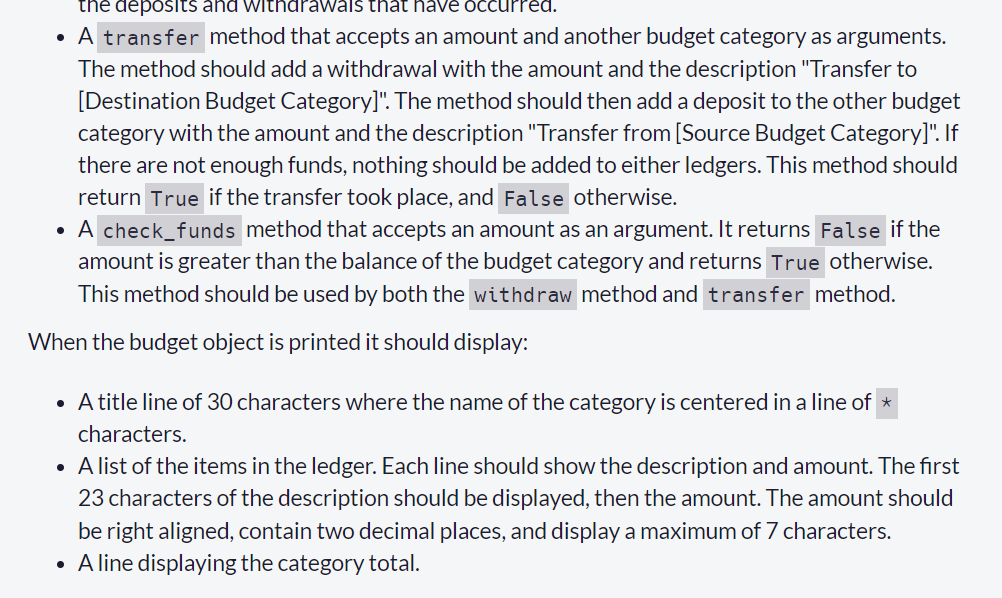 the deposits and withdrawals that have occurred.
• A transfer method that accepts an amount and another budget category as arguments.
The method should add a withdrawal with the amount and the description "Transfer to
[Destination Budget Category]". The method should then add a deposit to the other budget
category with the amount and the description "Transfer from [Source Budget Category]". If
there are not enough funds, nothing should be added to either ledgers. This method should
return True if the transfer took place, and False otherwise.
• A check_funds method that accepts an amount as an argument. It returns False if the
amount is greater than the balance of the budget category and returns True otherwise.
This method should be used by both the withdraw method and transfer method.
When the budget object is printed it should display:
• A title line of 30 characters where the name of the category is centered in a line of *
characters.
• A list of the items in the ledger. Each line should show the description and amount. The first
23 characters of the description should be displayed, then the amount. The amount should
be right aligned, contain two decimal places, and display a maximum of 7 characters.
• A line displaying the category total.